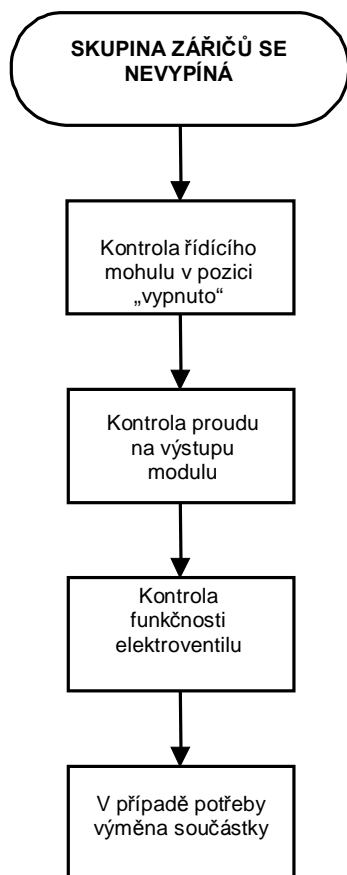 SKUPINA ZÁŘIČŮ SE
NEVYPÍNÁ
Kontrola řídícího
mohulu v pozici
„vypnuto“
Kontrola proudu
na výstupu
modulu
Kontrola
funkčnosti
elektroventilu
V případě potřeby
výměna součástky